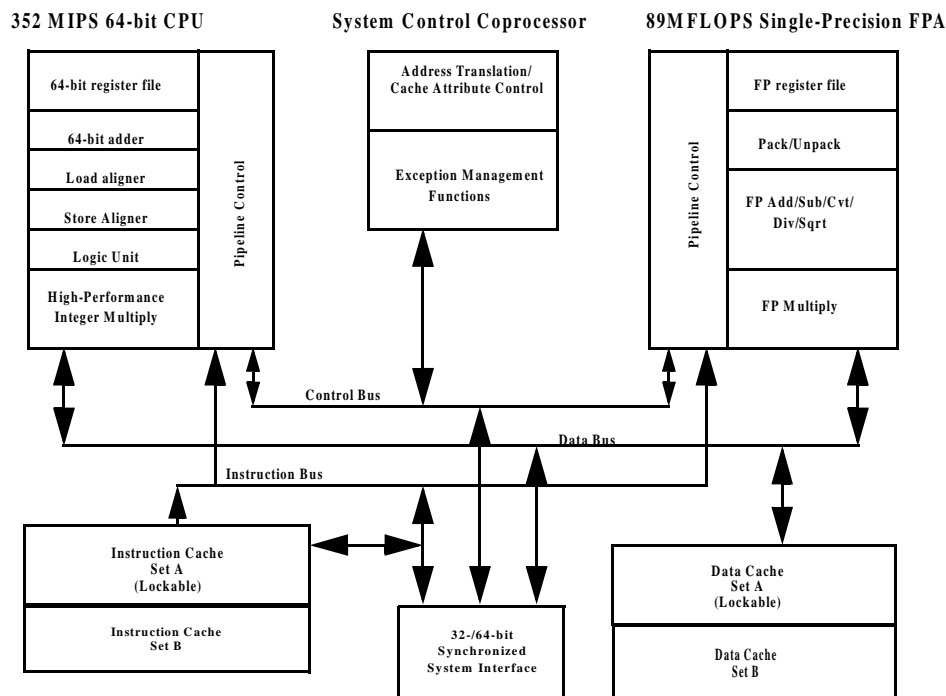 352 MIPS 64-bit CPU
System Control Coprocessor
89MFLOPS Single-Precision FPA
64-bit register file
64-bit adder
Load aligner
Store Aligner
Logic Unit
High-Performance
Integer Multiply
Pipeline Control
Address Translation/
Cache Attribute Control
Exception Management
Functions
Pipeline Control
FP register file
Pack/Unpack
FP Add/Sub/Cvt/
Div/Sqrt
FP Multiply
Control Bus
Data Bus
Instruction Bus
Instruction Cache
Set A
(Lockable)
Instruction Cache
Set B
32-/64-bit
Synchronized
System Interface
Data Cache
Set A
(Lockable)
Data Cache
Set B